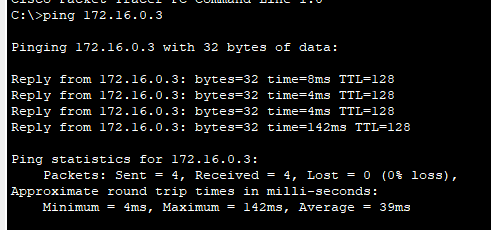 Cisco Packet Tracer PC Command Line 1.0
C:\>ping 172.16.0.3
Pinging 172.16.0.3 with 32 bytes of data:
Reply from 172.16.0.3: bytes=32 time=8ms TTL=128
Reply from 172.16.0.3: bytes=32 time=4ms TTL=128
Reply from 172.16.0.3: bytes=32 time=4ms TTL=128
Reply from 172.16.0.3: bytes=32 time=142ms TTL=128
Ping statistics for 172.16.0.3:
Packets: Sent = 4, Received = 4, Lost = 0 (0% loss),
Approximate round trip times in milli-seconds:
Minimum = 4ms, Maximum = 142ms, Average = 39ms